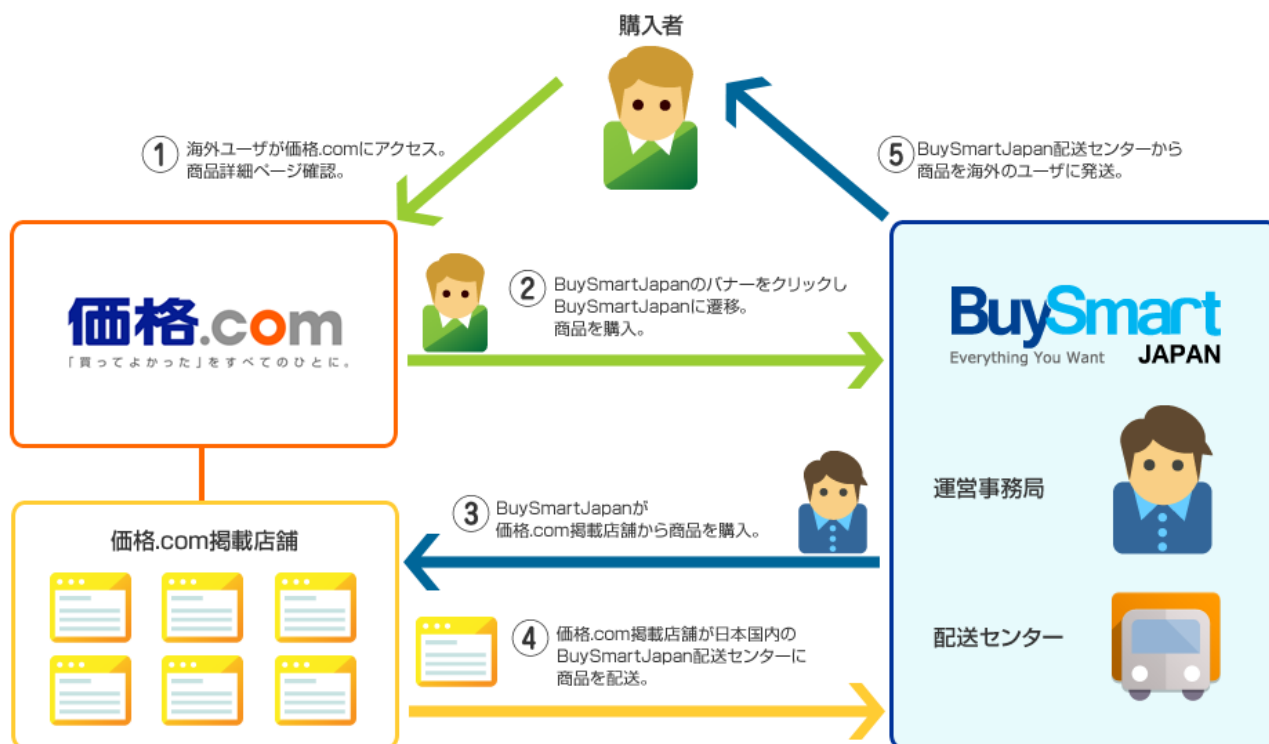 購入者
① 海外ユーザが価格.comにアクセス。
商品詳細ページ確認。
⑤ BuySmartJapan配送センターから
商品を海外のユーザに発送。
価格.com
「買ってよかった」をすべてのひとに。
② BuySmartJapanのバナーをクリックし
BuySmartJapanに遷移。
商品を購入。
BuySmart
Everything You Want JAPAN
③ BuySmartJapanが
価格.com掲載店舗から商品を購入。
運営事務局
価格.com掲載店舗
④ 価格.com掲載店舗が日本国内の
BuySmartJapan配送センターに
商品を配送。
配送センター